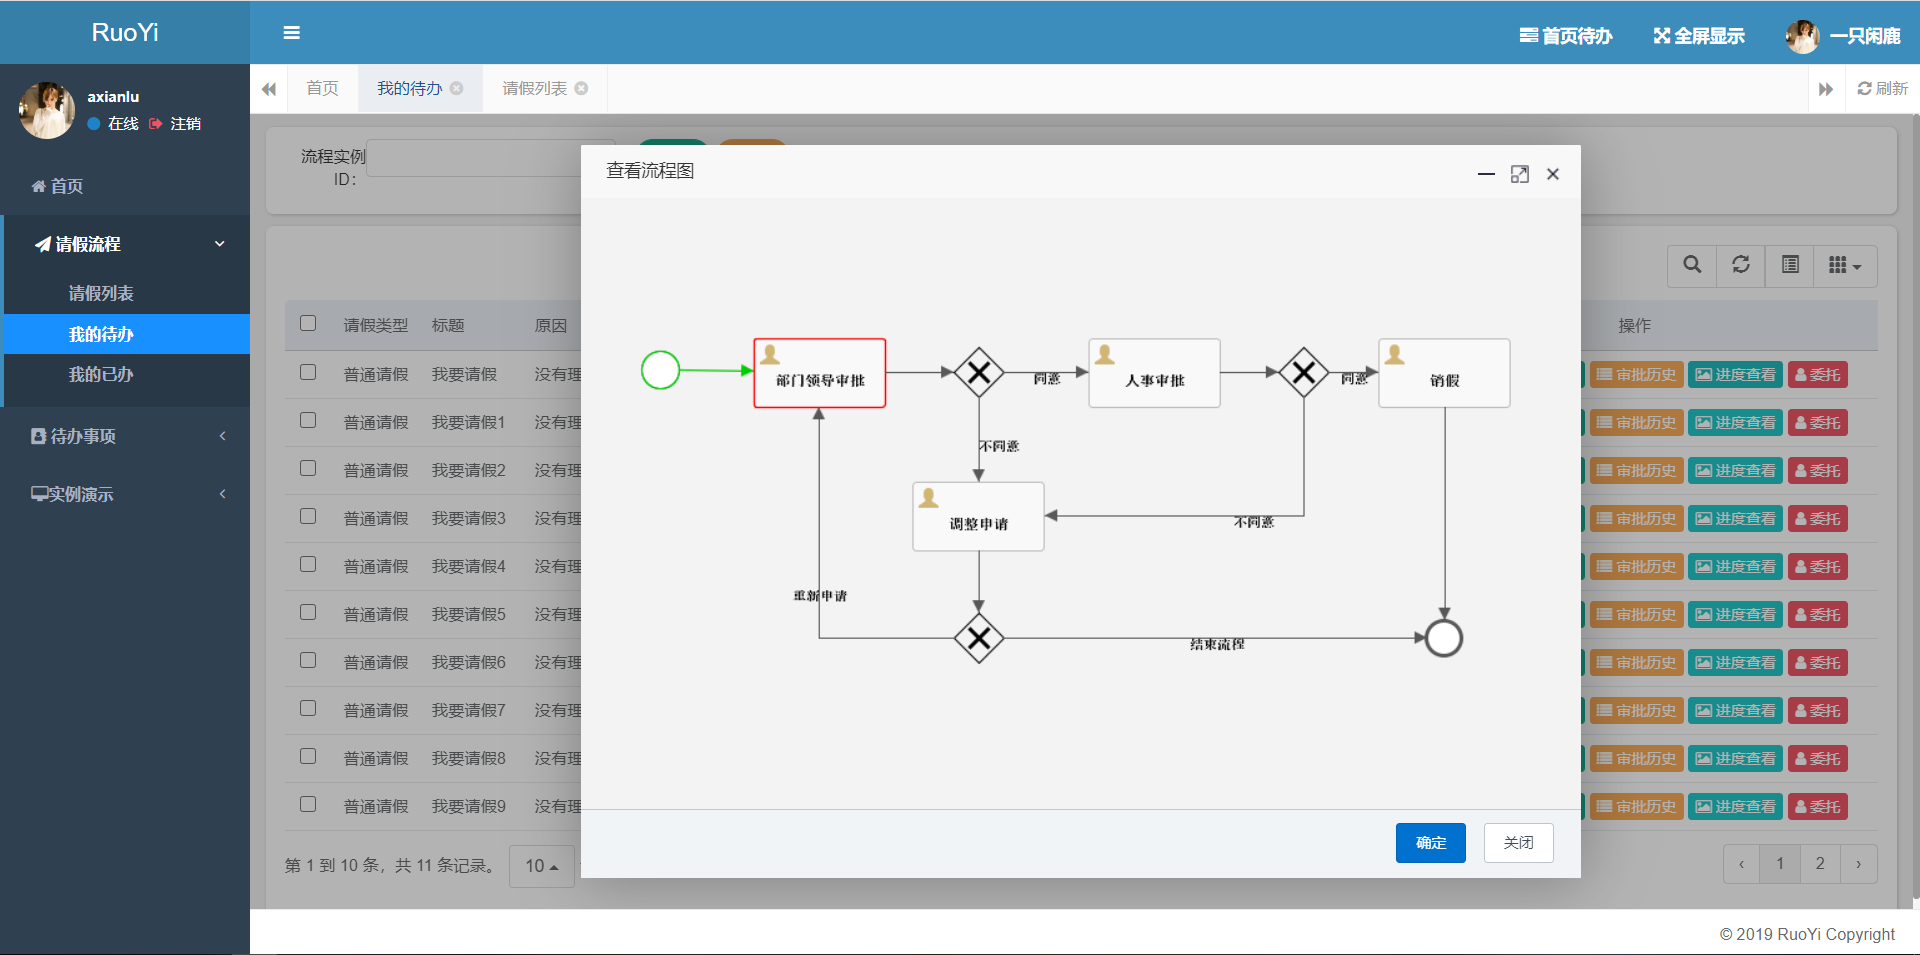 RuoYi
首页待办
全屏显示
一只闲鹿
axianlu
在线
注销
首页
我的待办
请假列表
刷新
首页
请假流程
请假列表
我的待办
我的已办
待办事项
实例演示
流程实例
ID：
查看流程图
部门领导审批
同意
人事审批
同意
销假
不同意
调整申请
不同意
重新申请
结束流程
确定
关闭
请假类型 标题 原因 操作
普通请假 我要请假 没有理 审批历史 进度查看 委托
普通请假 我要请假1 没有理 审批历史 进度查看 委托
普通请假 我要请假2 没有理 审批历史 进度查看 委托
普通请假 我要请假3 没有理 审批历史 进度查看 委托
普通请假 我要请假4 没有理 审批历史 进度查看 委托
普通请假 我要请假5 没有理 审批历史 进度查看 委托
普通请假 我要请假6 没有理 审批历史 进度查看 委托
普通请假 我要请假7 没有理 审批历史 进度查看 委托
普通请假 我要请假8 没有理 审批历史 进度查看 委托
普通请假 我要请假9 没有理 审批历史 进度查看 委托
第 1 到 10 条，共 11 条记录。 10
‹ 1 2 ›
© 2019 RuoYi Copyright